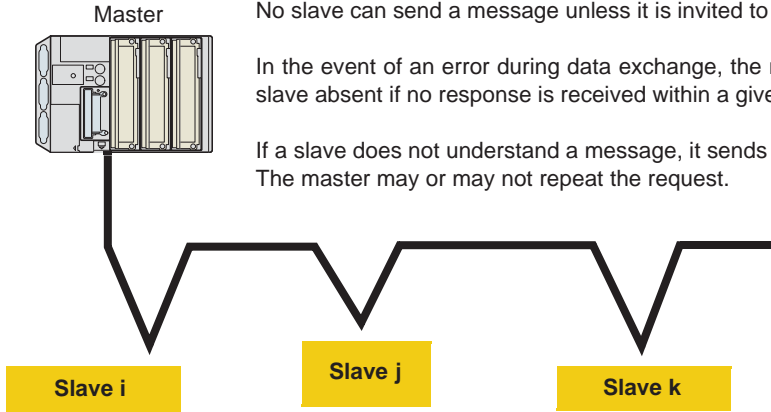 Master
No slave can send a message unless it is invited to
In the event of an error during data exchange, the
slave absent if no response is received within a
If a slave does not understand a message, it sends
The master may or may not repeat the request.
Slave i
Slave j
Slave k